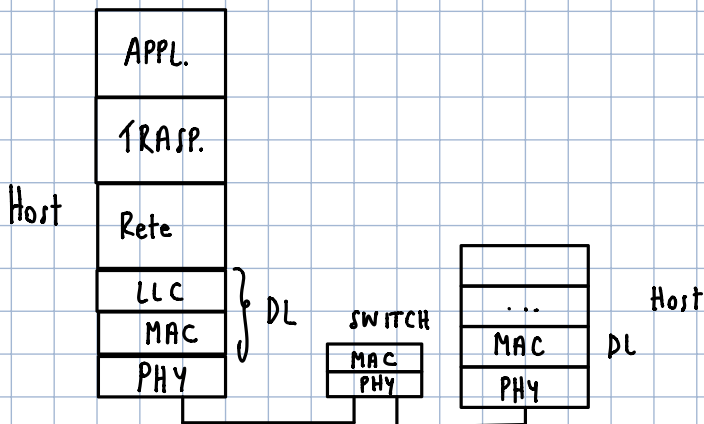 APPL.
TRASP.
Host
Rete
LLC
MAC
DL
PHY
SWITCH
MAC
PHY
...
Host
MAC
DL
PHY